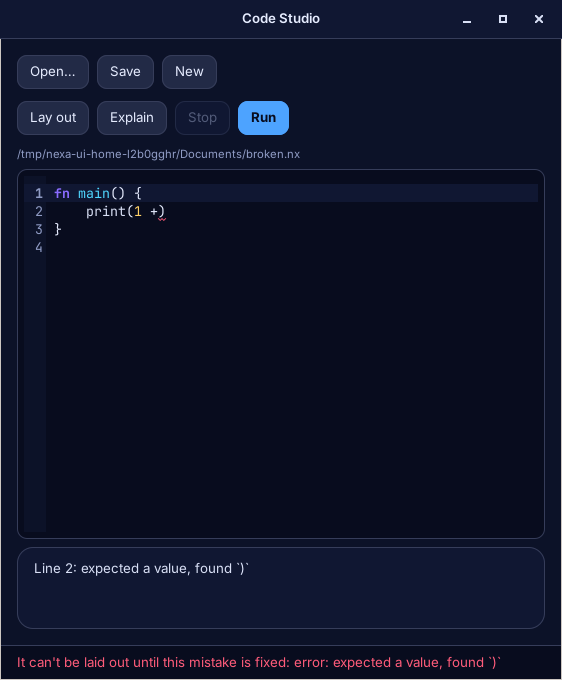 Code Studio
Open... Save New
Lay out Explain Stop Run
/tmp/nexa-ui-home-l2b0gghr/Documents/broken.nx
1 fn main() {
2     print(1 +)
3 }
4
Line 2: expected a value, found `)`
It can't be laid out until this mistake is fixed: error: expected a value, found `)`